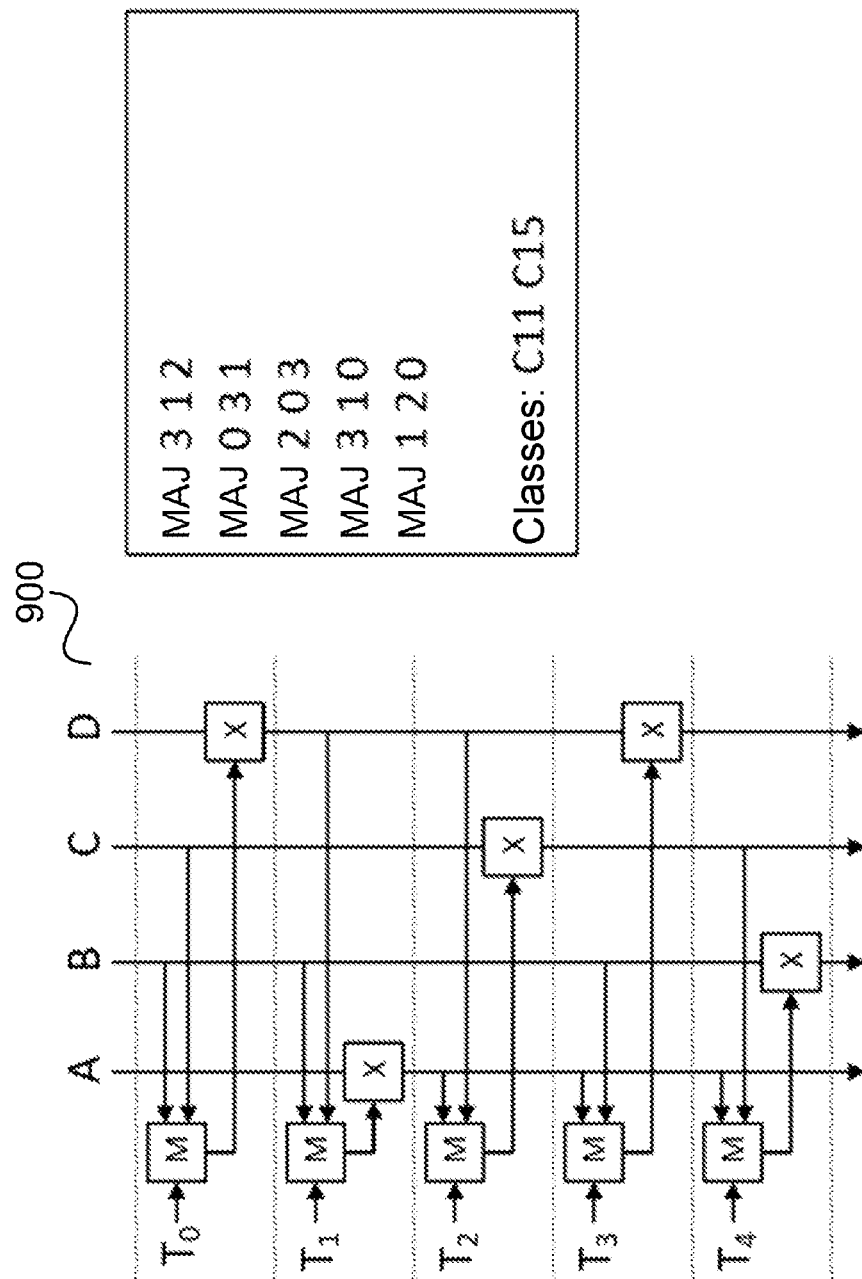 900
A B C D
T0 M X
T1 M X
T2 M X
T3 M X
T4 M X
MAJ 3 1 2
MAJ 0 3 1
MAJ 2 0 3
MAJ 3 1 0
MAJ 1 2 0
Classes: C11 C15